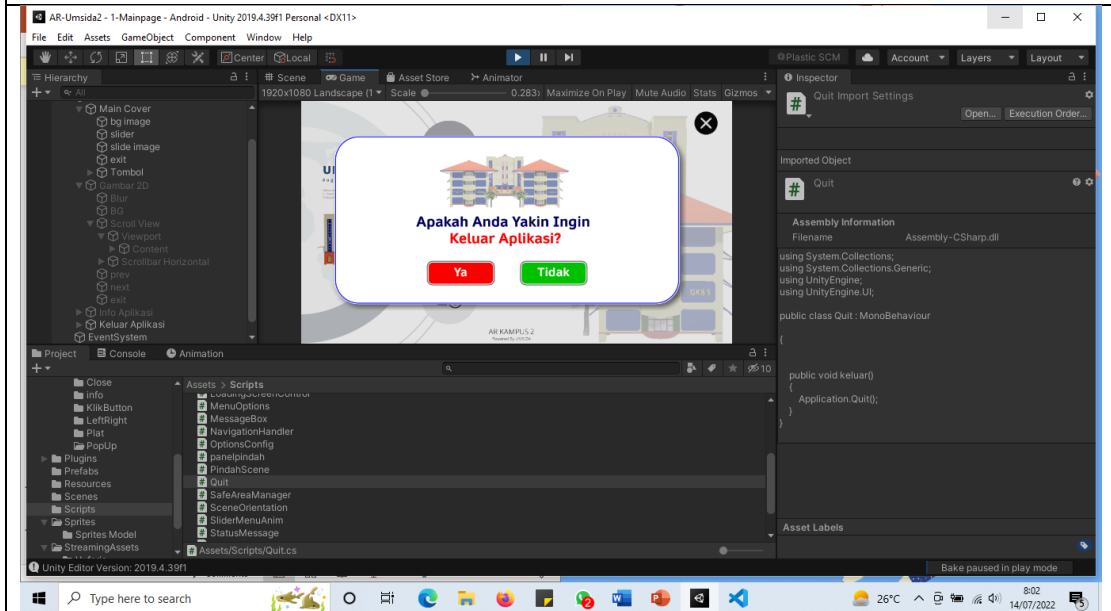 AR-Umsida2 - 1-Mainpage - Android - Unity 2019.4.39f1 Personal <DX11>
File Edit Assets GameObject Component Window Help
Center Local Plastic SCM Account Layers Layout
Hierarchy
All
Main Cover
bg image
slider
slide image
exit
Tombol
Gambar 2D
Blur
BG
Scroll View
Viewport
Content
Scrollbar Horizontal
prev
next
exit
Info Aplikasi
Keluar Aplikasi
EventSystem
Scene Game Asset Store Animator
1920x1080 Landscape (1 Scale 0.283 Maximize On Play Mute Audio Stats Gizmos
UI
Apakah Anda Yakin Ingin
Keluar Aplikasi?
Ya Tidak
GKB 5
AR KAMPUS 2
Inspector
Quit Import Settings
Open... Execution Order...
Imported Object
Quit
Assembly Information
Filename Assembly-CSharp.dll
using System.Collections;
using System.Collections.Generic;
using UnityEngine;
using UnityEngine.UI;
public class Quit : MonoBehaviour
{
public void keluar()
{
Application.Quit();
}
}
Asset Labels
Project Console Animation
10
Close
info
KlikButton
LeftRight
Plat
PopUp
Plugins
Prefabs
Resources
Scenes
Scripts
Sprites
Sprites Model
StreamingAssets
Assets > Scripts
LoadingScreenControl
MenuOptions
MessageBox
NavigationHandler
OptionsConfig
panelpindah
PindahScene
Quit
SafeAreaManager
SceneOrientation
SliderMenuAnim
StatusMessage
Assets/Scripts/Quit.cs
Unity Editor Version: 2019.4.39f1
Bake paused in play mode
Type here to search
26°C
8:02
14/07/2022